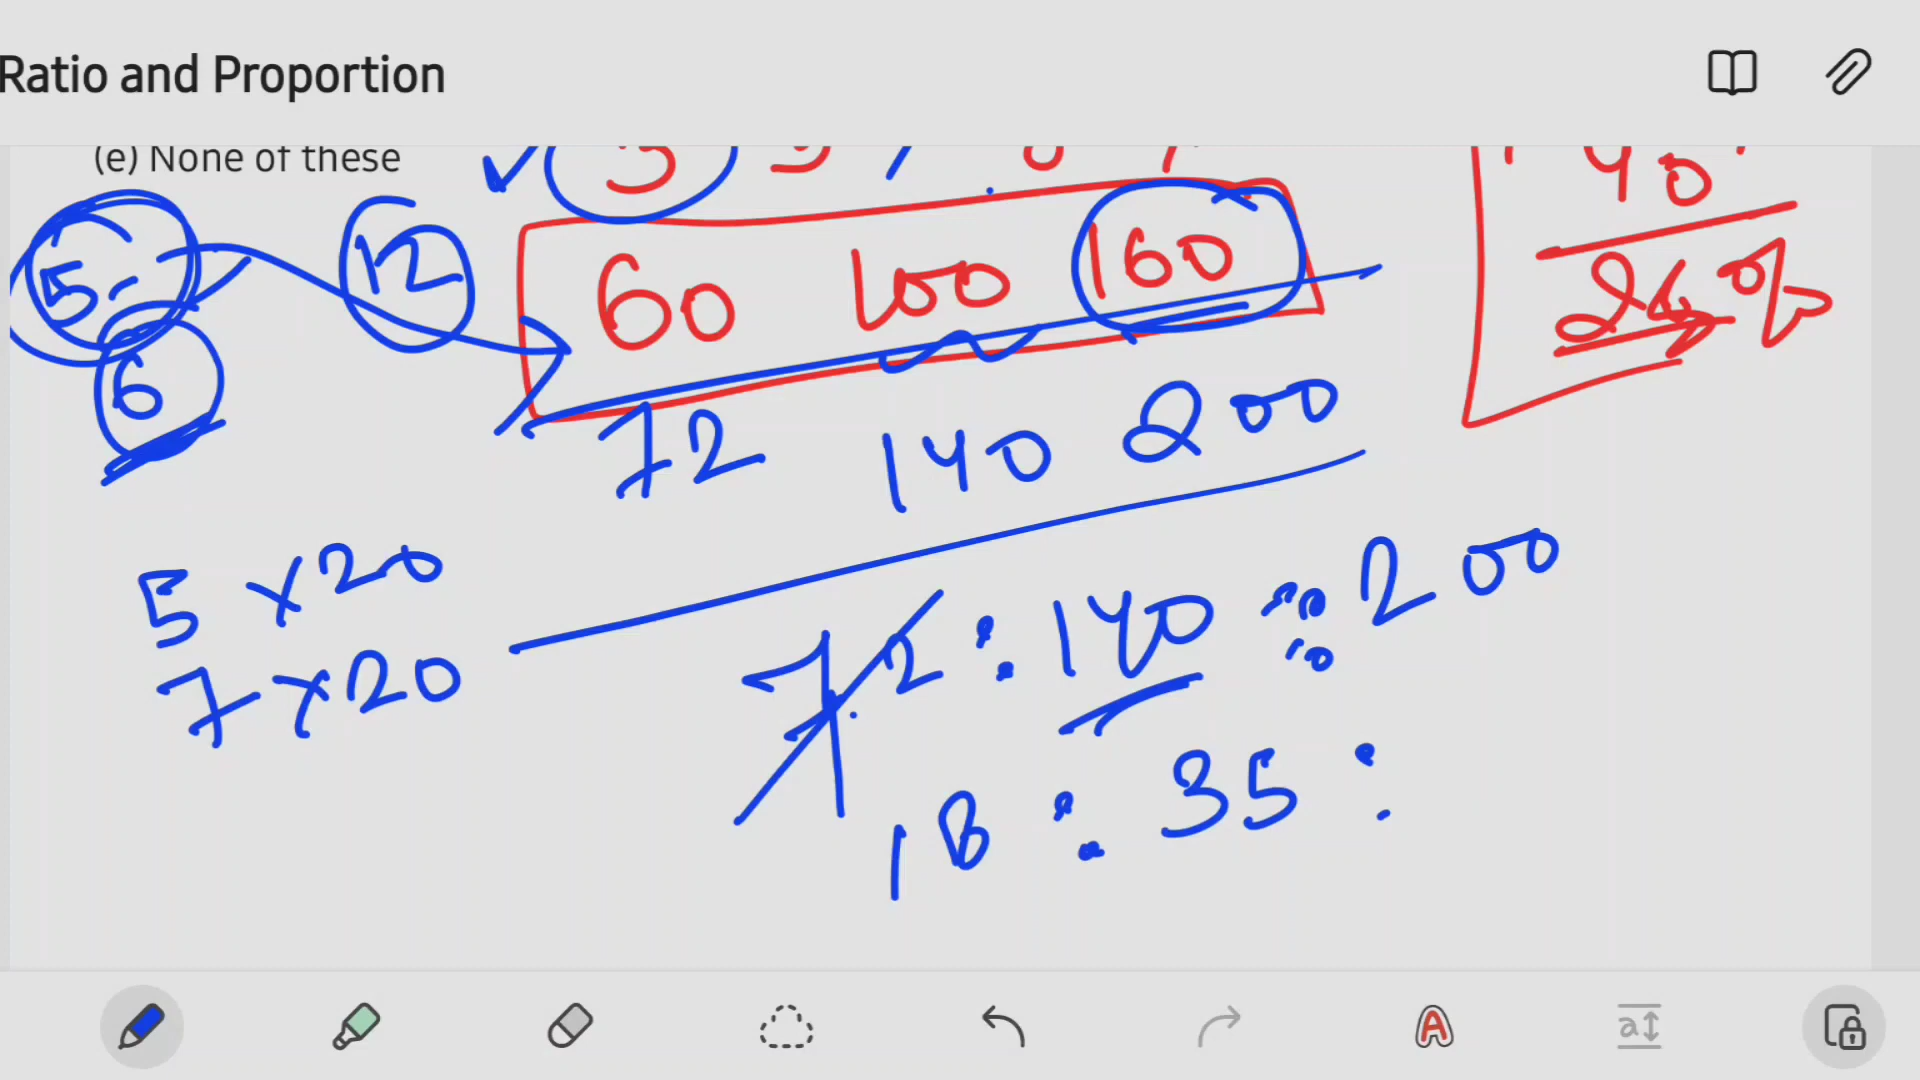 Ratio and Proportion
(e) None of these
40
60 100 160
12
5
6
72 140 200
5 x 20
7 x 20
72 : 140 :: 200
18 : 35 :